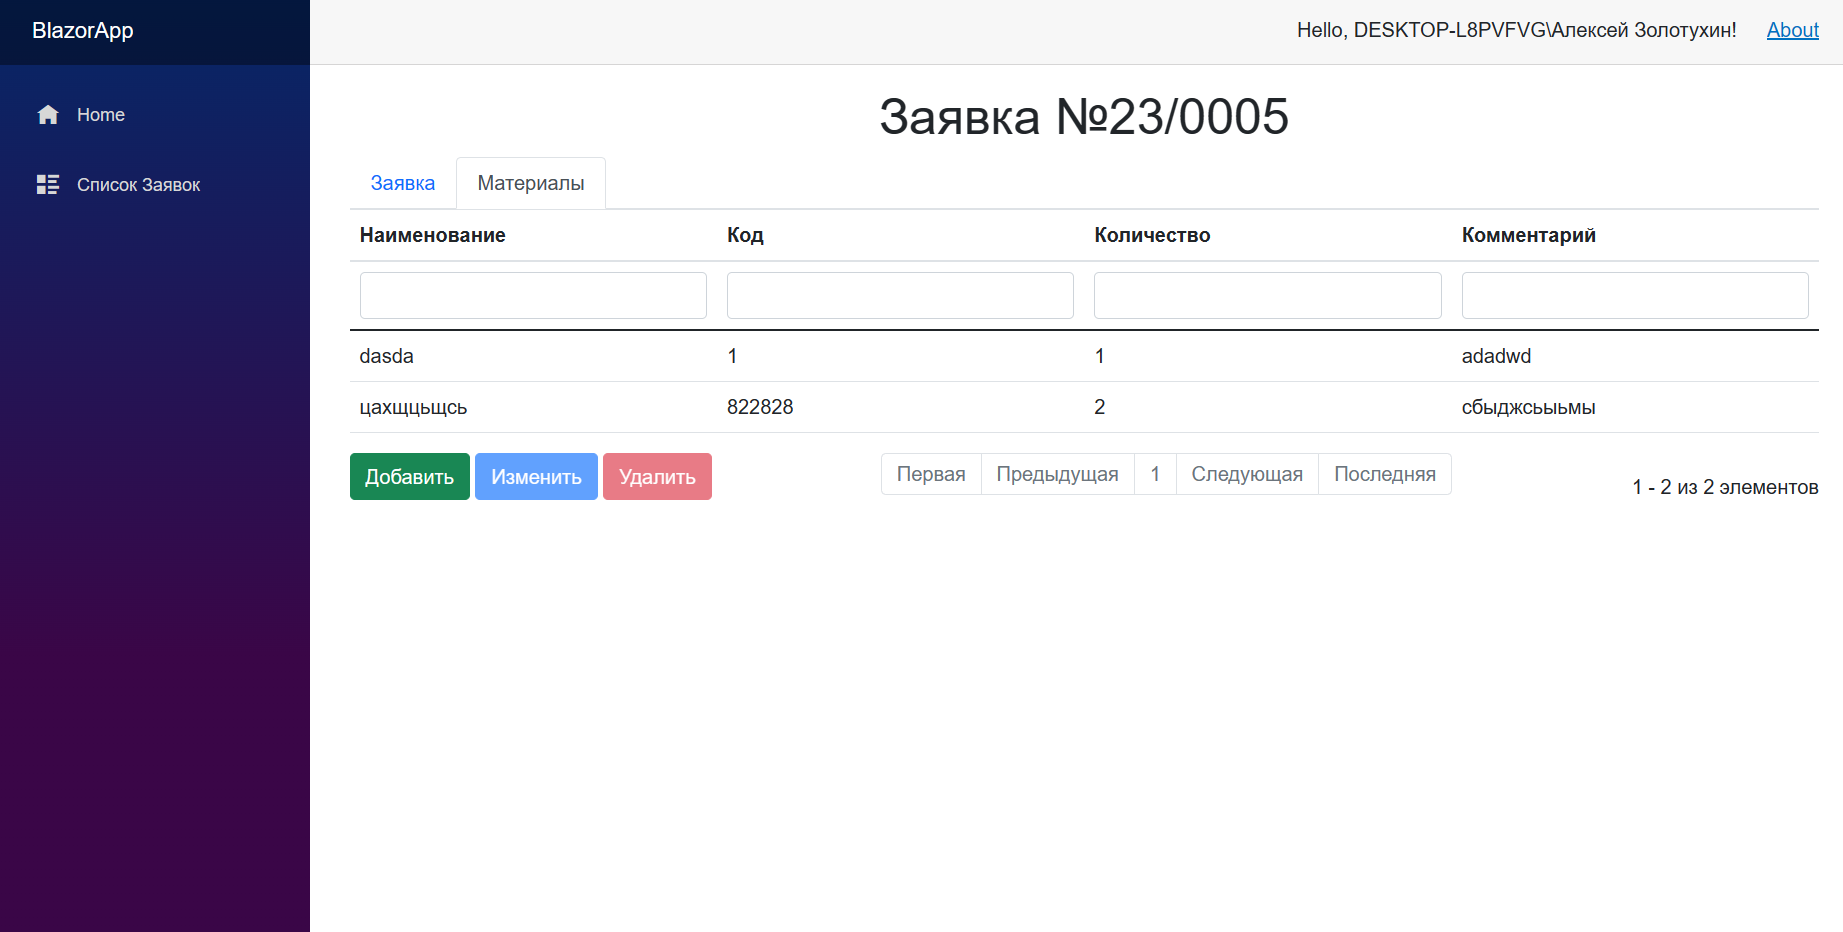 BlazorApp
Hello, DESKTOP-L8PVFVG\Алексей Золотухин! About
Home
Список Заявок
Заявка №23/0005
Заявка Материалы
Наименование Код Количество Комментарий
dasda 1 1 adadwd
цахщцьщсь 822828 2 сбыджсьыьмы
Добавить Изменить Удалить Первая Предыдущая 1 Следующая Последняя 1 - 2 из 2 элементов